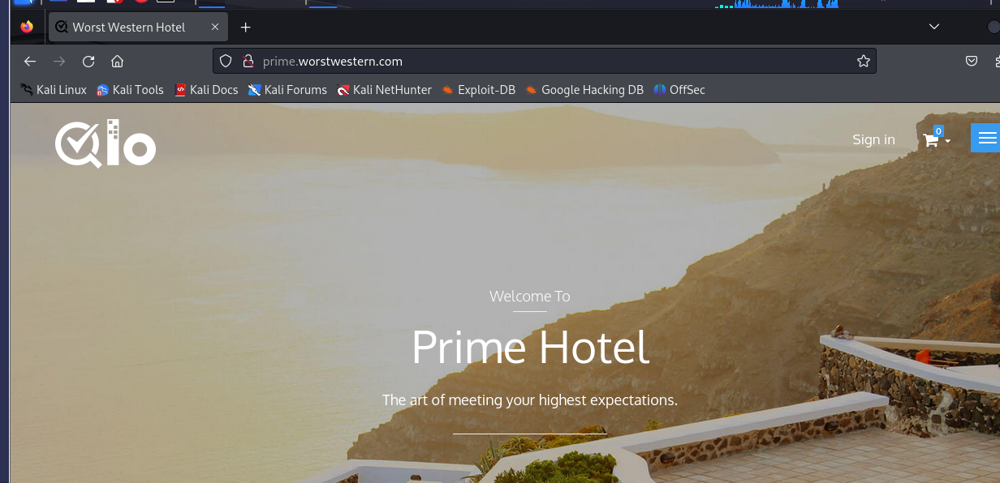 Worst Western Hotel
prime.worstwestern.com
Kali Linux Kali Tools Kali Docs Kali Forums Kali NetHunter Exploit-DB Google Hacking DB OffSec
Qlo
Sign in 0
Welcome To
Prime Hotel
The art of meeting your highest expectations.